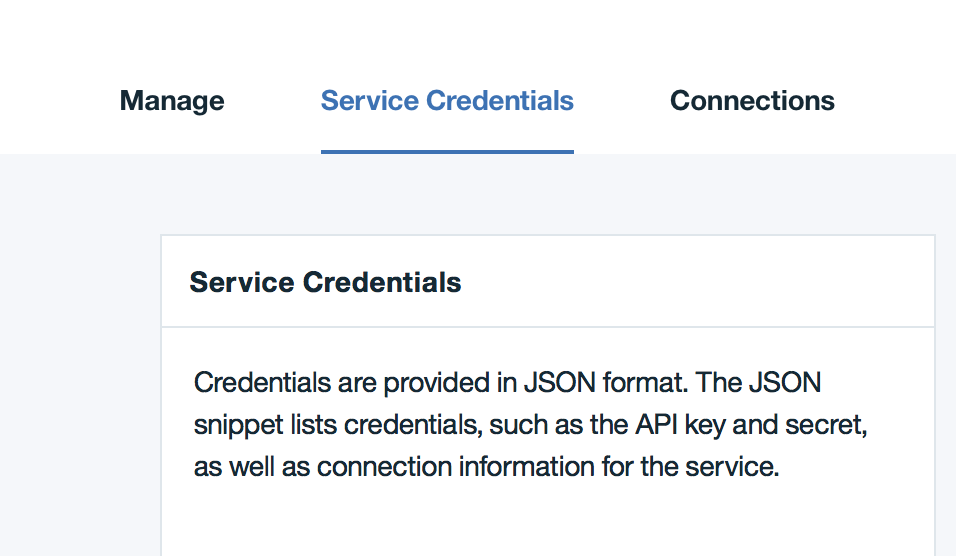 Manage Service Credentials Connections
Service Credentials
Credentials are provided in JSON format. The JSON
snippet lists credentials, such as the API key and secret,
as well as connection information for the service.